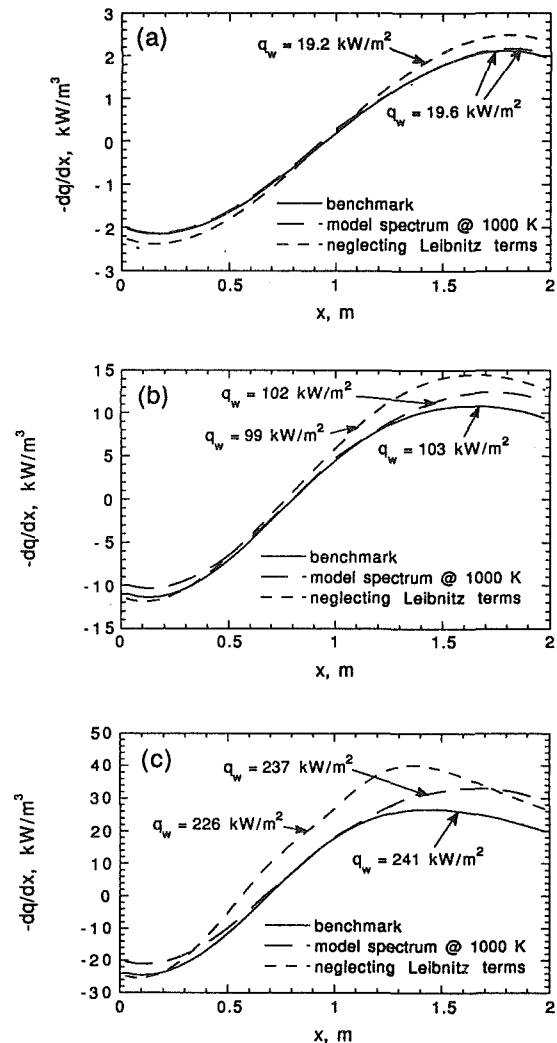 (a)
-dq/dx, kW/m³
3
2
1
0
-1
-2
-3
q_w = 19.2 kW/m²
q_w = 19.6 kW/m²
benchmark
model spectrum @ 1000 K
neglecting Leibnitz terms
0 0.5 1 1.5 2
x, m
(b)
-dq/dx, kW/m³
15
10
5
0
-5
-10
-15
q_w = 102 kW/m²
q_w = 99 kW/m²
q_w = 103 kW/m²
benchmark
model spectrum @ 1000 K
neglecting Leibnitz terms
0 0.5 1 1.5 2
x, m
(c)
-dq/dx, kW/m³
50
40
30
20
10
0
-10
-20
-30
q_w = 237 kW/m²
q_w = 226 kW/m²
q_w = 241 kW/m²
benchmark
model spectrum @ 1000 K
neglecting Leibnitz terms
0 0.5 1 1.5 2
x, m